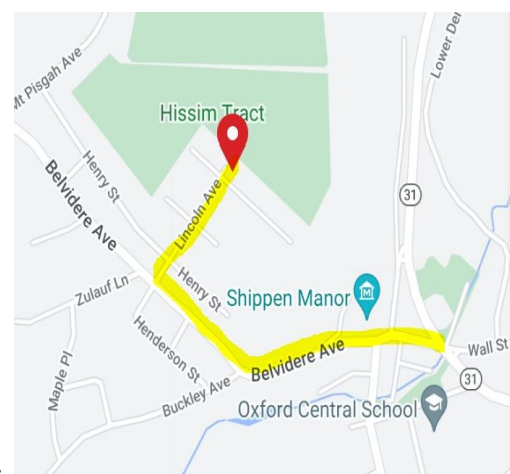 Mt Pisgah Ave
Lower Der
Hissim Tract
Henry St
Belvidere Ave
Lincoln Ave
31
Zulauf Ln
Henry St
Shippen Manor
M
Henderson St
Belvidere Ave
Wall St
Maple Pl
Buckley Ave
31
Oxford Central School